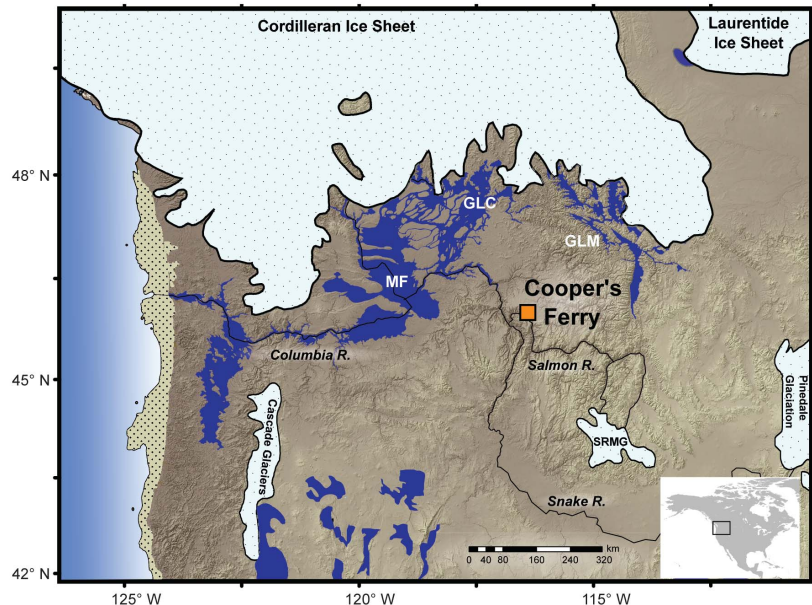 Cordilleran Ice Sheet
Laurentide
Ice Sheet
48° N
GLC
GLM
MF
Cooper's
Ferry
Columbia R.
Salmon R.
45° N
Cascade Glaciers
Pinedale
Glaciation
SRMG
Snake R.
km
0 40 80 160 240 320
42° N
125° W
120° W
115° W